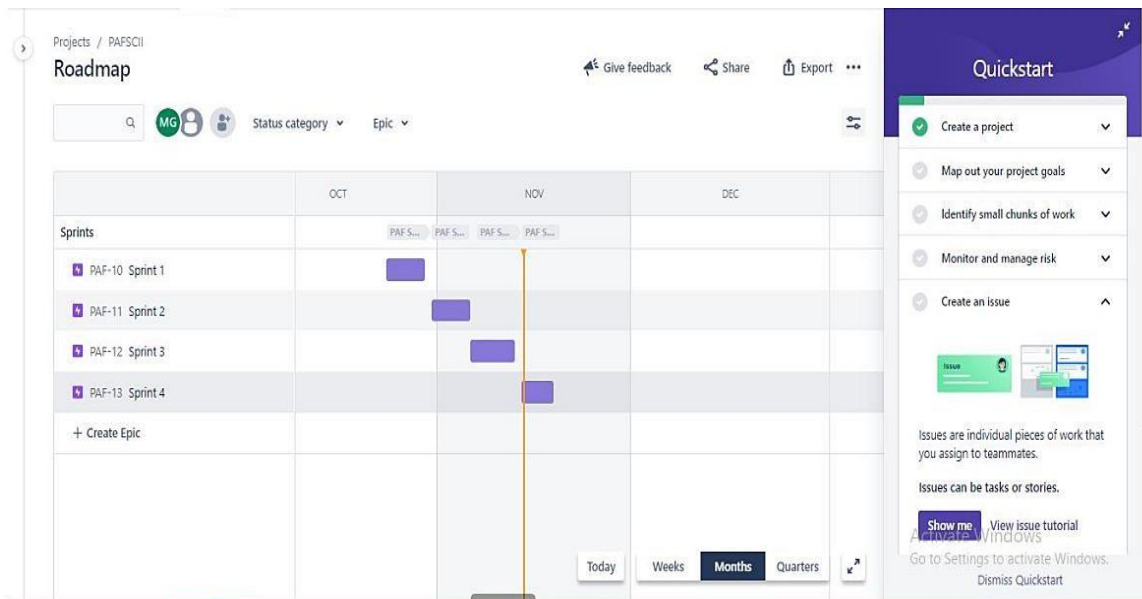 Projects / PAFSCII
Roadmap
Give feedback
Share
Export
MG
Status category
Epic
OCT
NOV
DEC
Sprints
PAF S...
PAF S...
PAF S...
PAF S...
PAF-10 Sprint 1
PAF-11 Sprint 2
PAF-12 Sprint 3
PAF-13 Sprint 4
+ Create Epic
Today
Weeks
Months
Quarters
Quickstart
Create a project
Map out your project goals
Identify small chunks of work
Monitor and manage risk
Create an issue
Issue
Issues are individual pieces of work that
you assign to teammates.
Issues can be tasks or stories.
Show me
View issue tutorial
Activate Windows
Go to Settings to activate Windows.
Dismiss Quickstart